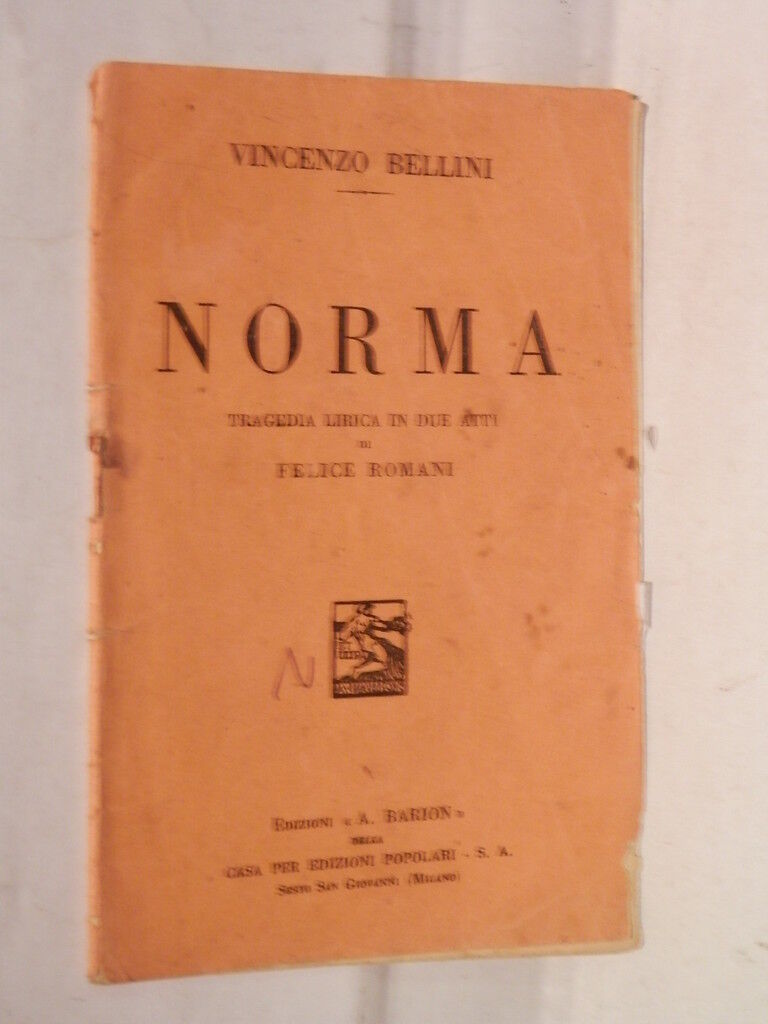 VINCENZO BELLINI
NORMA
TRAGEDIA LIRICA IN DUE ATTI
DI
FELICE ROMANI
N
EDIZIONI « A. BARION »
DELLA
CASA PER EDIZIONI POPOLARI - S. A.
SESTO SAN GIOVANNI (MILANO)